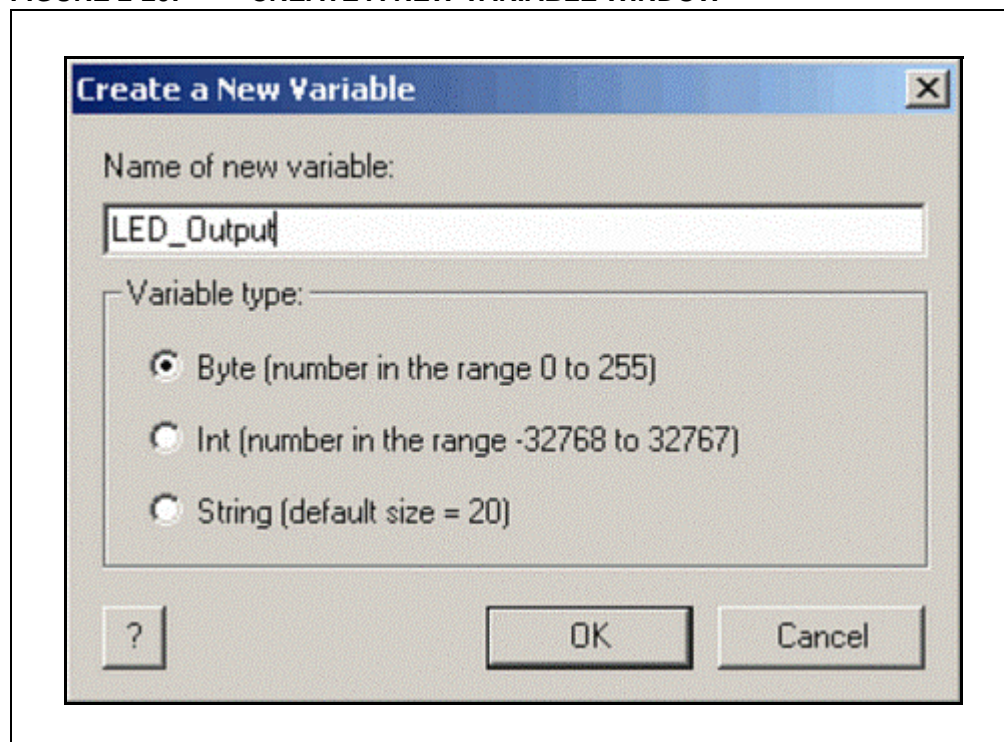 Create a New Variable
Name of new variable:
LED_Output
Variable type:
Byte (number in the range 0 to 255)
Int (number in the range -32768 to 32767)
String (default size = 20)
?
OK
Cancel